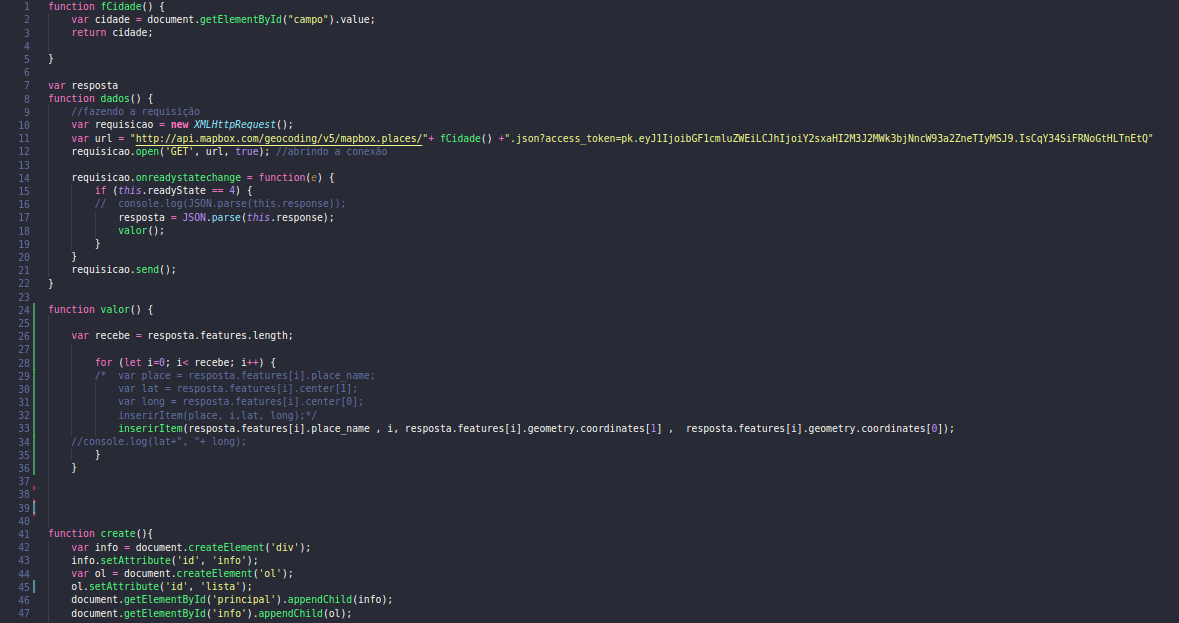 1 function fCidade() {
2 var cidade = document.getElementById("campo").value;
3 return cidade;
4
5 }
6
7 var resposta
8 function dados() {
9 //fazendo a requisição
10 var requisicao = new XMLHttpRequest();
11 var url = "http://api.mapbox.com/geocoding/v5/mapbox.places/"+ fCidade() +".json?access_token=pk.eyJ1IjoibGF1cmluZWEiLCJhIjoiY2sxaHI2M3J2MWk3bjNncW93a2ZneTIyMSJ9.IsCqY34SiFRNoGtHLTnEtQ"
12 requisicao.open('GET', url, true); //abrindo a conexão
13
14 requisicao.onreadystatechange = function(e) {
15 if (this.readyState == 4) {
16 // console.log(JSON.parse(this.response));
17 resposta = JSON.parse(this.response);
18 valor();
19 }
20 }
21 requisicao.send();
22 }
23
24 function valor() {
25
26 var recebe = resposta.features.length;
27
28 for (let i=0; i< recebe; i++) {
29 /* var place = resposta.features[i].place_name;
30 var lat = resposta.features[i].center[1];
31 var long = resposta.features[i].center[0];
32 inserirItem(place, i,lat, long);*/
33 inserirItem(resposta.features[i].place_name , i, resposta.features[i].geometry.coordinates[1] , resposta.features[i].geometry.coordinates[0]);
34 //console.log(lat+", "+ long);
35 }
36 }
37
38
39
40
41 function create(){
42 var info = document.createElement('div');
43 info.setAttribute('id', 'info');
44 var ol = document.createElement('ol');
45 ol.setAttribute('id', 'lista');
46 document.getElementById('principal').appendChild(info);
47 document.getElementById('info').appendChild(ol);